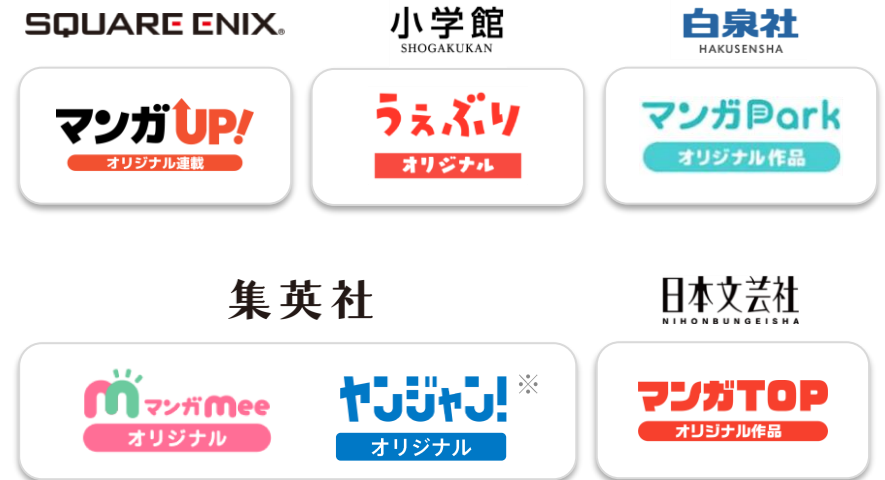 SQUARE ENIX®
小学館
SHOGAKUKAN
白泉社
HAKUSENSHA
マンガUP!
オリジナル連載
うぇぶり
オリジナル
マンガPark
オリジナル作品
集英社
日本文芸社
NIHONBUNGEISHA
マンガmee
オリジナル
ヤンジャン!※
オリジナル
マンガTOP
オリジナル作品